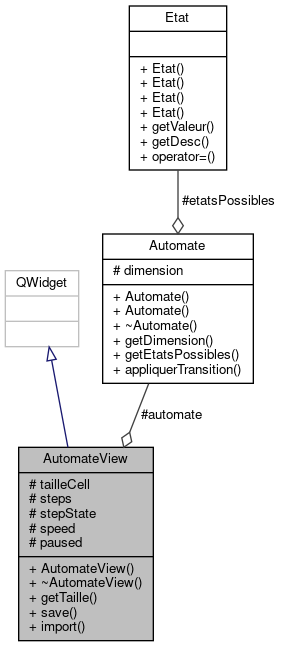 Etat
+ Etat()
+ Etat()
+ Etat()
+ Etat()
+ getValeur()
+ getDesc()
+ operator=()
#etatsPossibles
Automate
# dimension
+ Automate()
+ Automate()
+ ~Automate()
+ getDimension()
+ getEtatsPossibles()
+ appliquerTransition()
QWidget
#automate
AutomateView
# tailleCell
# steps
# stepState
# speed
# paused
+ AutomateView()
+ ~AutomateView()
+ getTaille()
+ save()
+ import()